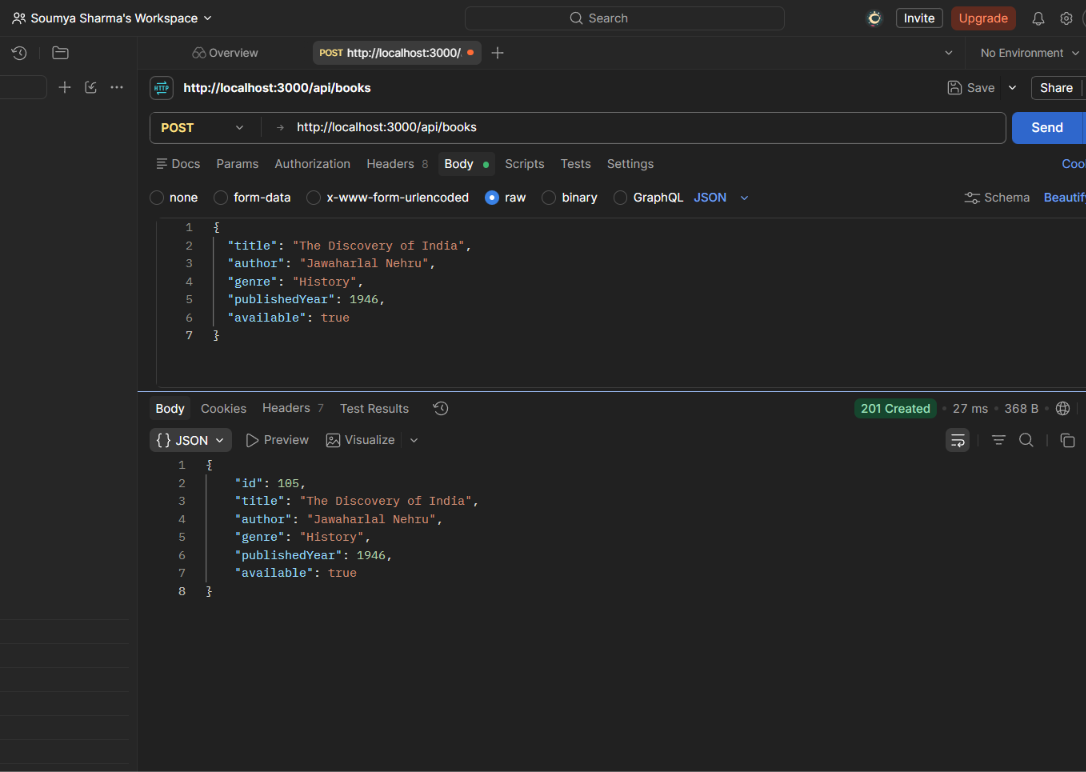 Soumya Sharma's Workspace Search Invite Upgrade
Overview POST http://localhost:3000/ No Environment
HTTP http://localhost:3000/api/books Save Share
POST http://localhost:3000/api/books Send
Docs Params Authorization Headers 8 Body Scripts Tests Settings Coo
none form-data x-www-form-urlencoded raw binary GraphQL JSON Schema Beautify
1 {
2 "title": "The Discovery of India",
3 "author": "Jawaharlal Nehru",
4 "genre": "History",
5 "publishedYear": 1946,
6 "available": true
7 }
Body Cookies Headers 7 Test Results 201 Created • 27 ms • 368 B •
{} JSON Preview Visualize
1 {
2 "id": 105,
3 "title": "The Discovery of India",
4 "author": "Jawaharlal Nehru",
5 "genre": "History",
6 "publishedYear": 1946,
7 "available": true
8 }